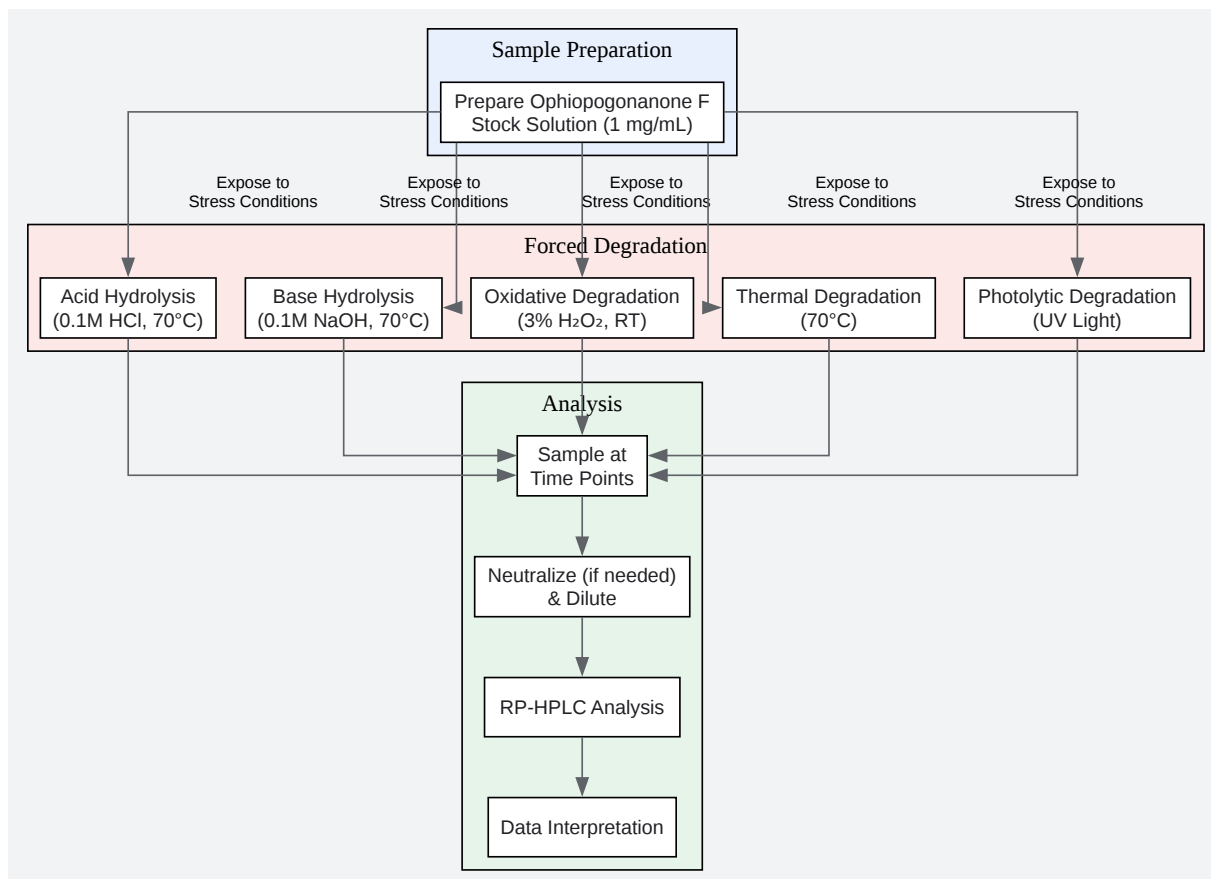 Sample Preparation
Prepare Ophiopogonanone F
Stock Solution (1 mg/mL)
Expose to
Stress Conditions
Expose to
Stress Conditions
Expose to
Stress Conditions
Expose to
Stress Conditions
Expose to
Stress Conditions
Forced Degradation
Acid Hydrolysis
(0.1M HCl, 70°C)
Base Hydrolysis
(0.1M NaOH, 70°C)
Oxidative Degradation
(3% H₂O₂, RT)
Thermal Degradation
(70°C)
Photolytic Degradation
(UV Light)
Analysis
Sample at
Time Points
Neutralize (if needed)
& Dilute
RP-HPLC Analysis
Data Interpretation